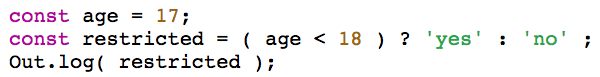 const age = 17;
const restricted = ( age < 18 ) ? 'yes' : 'no' ;
Out.log( restricted );